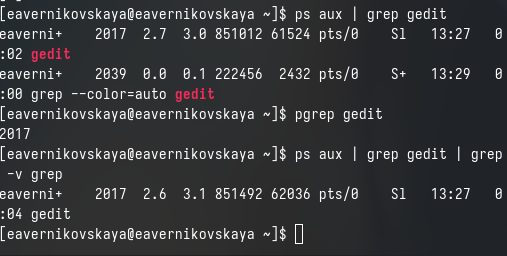 [eavernikovskaya@eavernikovskaya ~]$ ps aux | grep gedit
eaverni+    2017  2.7  3.0 851012 61524 pts/0    Sl   13:27   0
:02 gedit
eaverni+    2039  0.0  0.1 222456  2432 pts/0    S+   13:29   0
:00 grep --color=auto gedit
[eavernikovskaya@eavernikovskaya ~]$ pgrep gedit
2017
[eavernikovskaya@eavernikovskaya ~]$ ps aux | grep gedit | grep
 -v grep
eaverni+    2017  2.6  3.1 851492 62036 pts/0    Sl   13:27   0
:04 gedit
[eavernikovskaya@eavernikovskaya ~]$